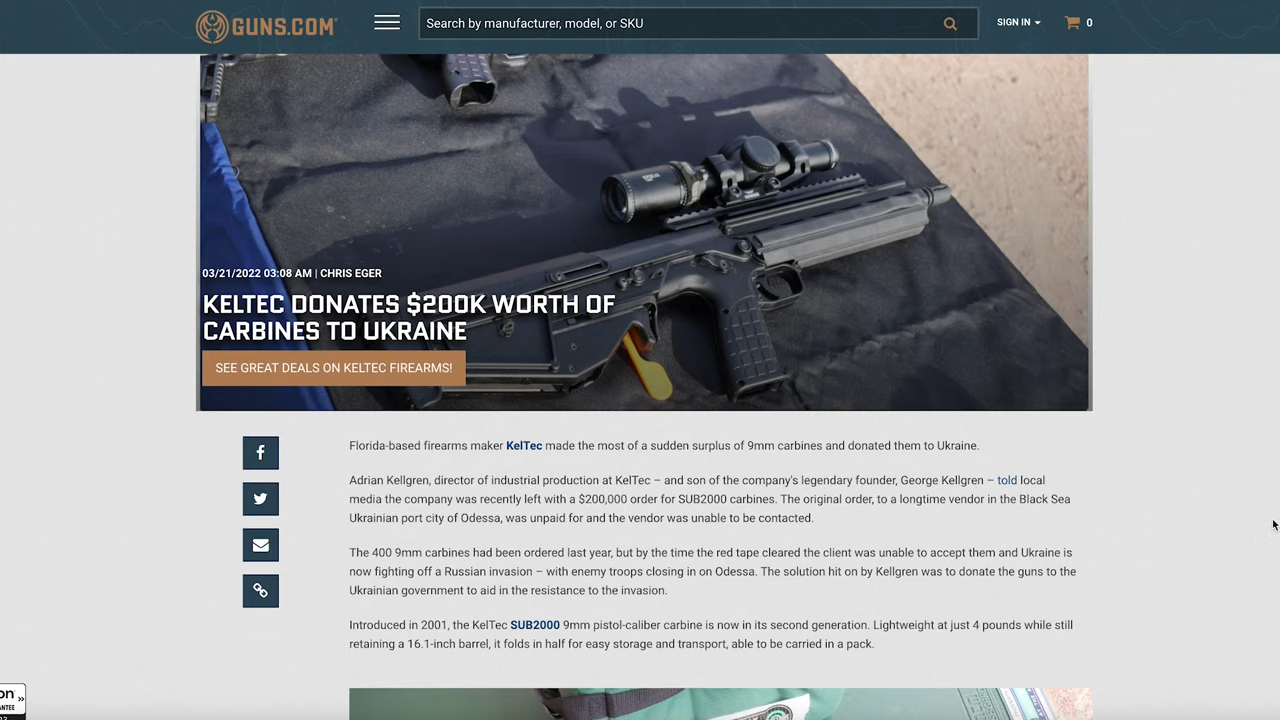 GUNS.COM
Search by manufacturer, model, or SKU
SIGN IN
0
03/21/2022 03:08 AM | CHRIS EGER
KELTEC DONATES $200K WORTH OF
CARBINES TO UKRAINE
SEE GREAT DEALS ON KELTEC FIREARMS!
Florida-based firearms maker KelTec made the most of a sudden surplus of 9mm carbines and donated them to Ukraine.
Adrian Kellgren, director of industrial production at KelTec – and son of the company's legendary founder, George Kellgren – told local
media the company was recently left with a $200,000 order for SUB2000 carbines. The original order, to a longtime vendor in the Black Sea
Ukrainian port city of Odessa, was unpaid for and the vendor was unable to be contacted.
The 400 9mm carbines had been ordered last year, but by the time the red tape cleared the client was unable to accept them and Ukraine is
now fighting off a Russian invasion – with enemy troops closing in on Odessa. The solution hit on by Kellgren was to donate the guns to the
Ukrainian government to aid in the resistance to the invasion.
Introduced in 2001, the KelTec SUB2000 9mm pistol-caliber carbine is now in its second generation. Lightweight at just 4 pounds while still
retaining a 16.1-inch barrel, it folds in half for easy storage and transport, able to be carried in a pack.
on